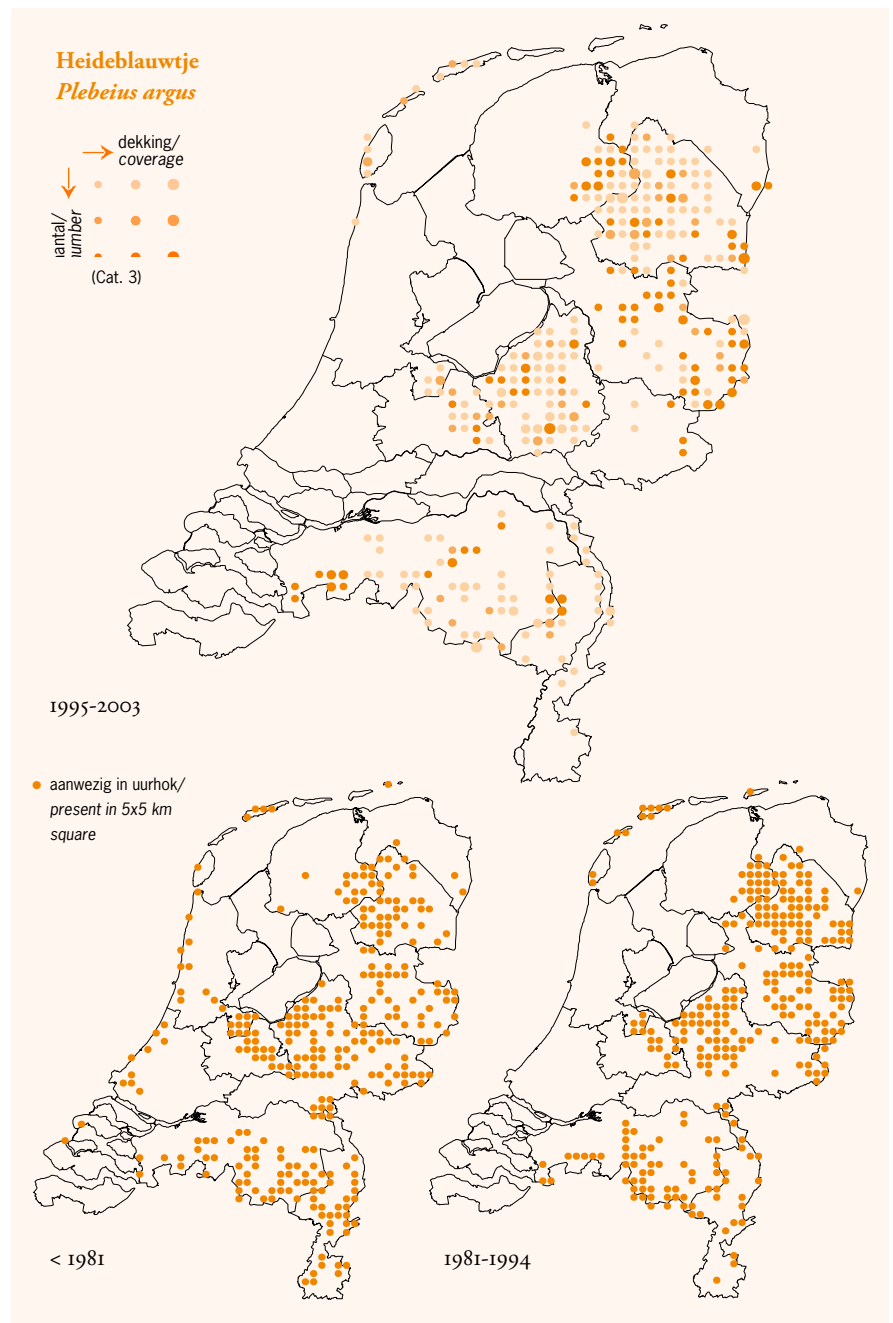 Heideblauwtje
Plebeius argus
dekking/
coverage
(Cat. 3)
1995-2003
aanwezig in uurhok/
present in 5x5 km
square
< 1981
1981-1994